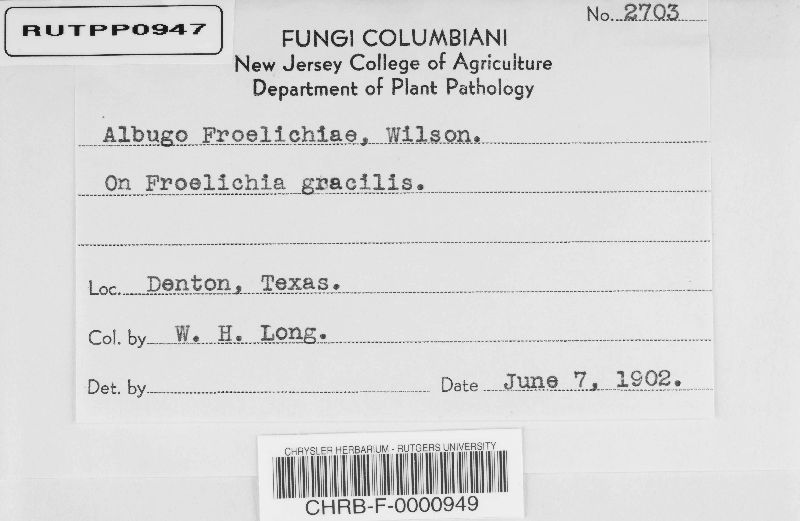 RUTPP0947
No. 2703
FUNGI COLUMBIANI
New Jersey College of Agriculture
Department of Plant Pathology
Albugo Froelichiae, Wilson.
On Froelichia gracilis.
Loc. Denton, Texas.
Col. by W. H. Long.
Det. by Date June 7, 1902.
CHRYSLER HERBARIUM - RUTGERS UNIVERSITY
CHRB-F-0000949